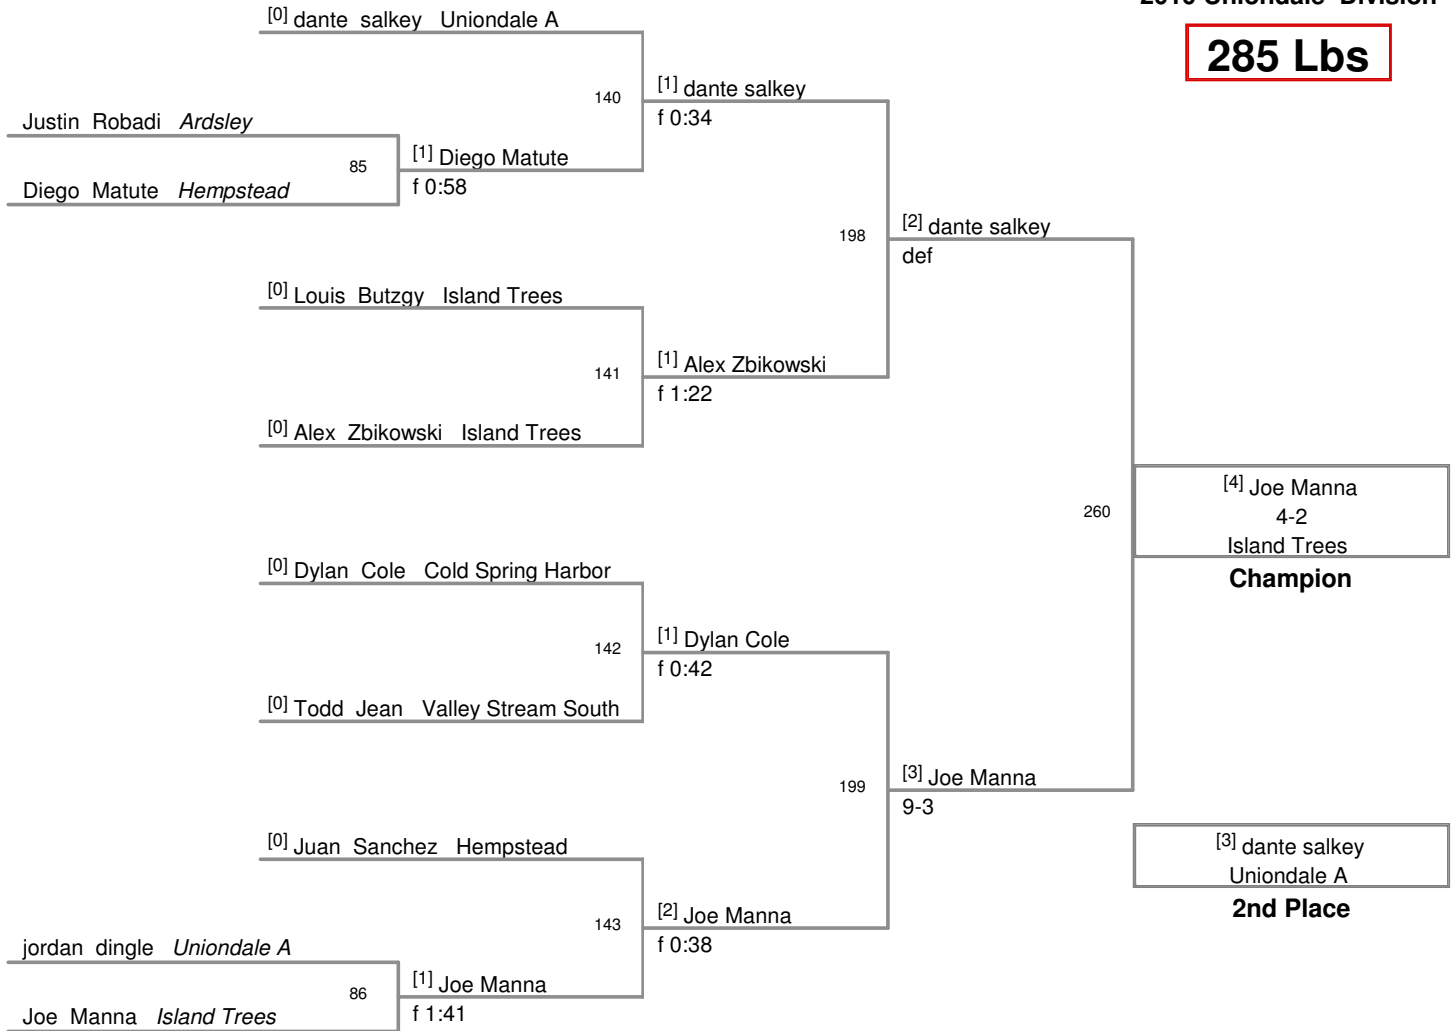 2010 Uniondale Division
285 Lbs
[0] dante salkey Uniondale A
140
[1] dante salkey
f 0:34
Justin Robadi Ardsley
85
[1] Diego Matute
f 0:58
Diego Matute Hempstead
198
[2] dante salkey
def
[0] Louis Butzgy Island Trees
141
[1] Alex Zbikowski
f 1:22
[0] Alex Zbikowski Island Trees
260
[4] Joe Manna
4-2
Island Trees
Champion
[0] Dylan Cole Cold Spring Harbor
142
[1] Dylan Cole
f 0:42
[0] Todd Jean Valley Stream South
199
[3] Joe Manna
9-3
[0] Juan Sanchez Hempstead
143
[2] Joe Manna
f 0:38
[3] dante salkey
Uniondale A
2nd Place
jordan dingle Uniondale A
86
[1] Joe Manna
f 1:41
Joe Manna Island Trees